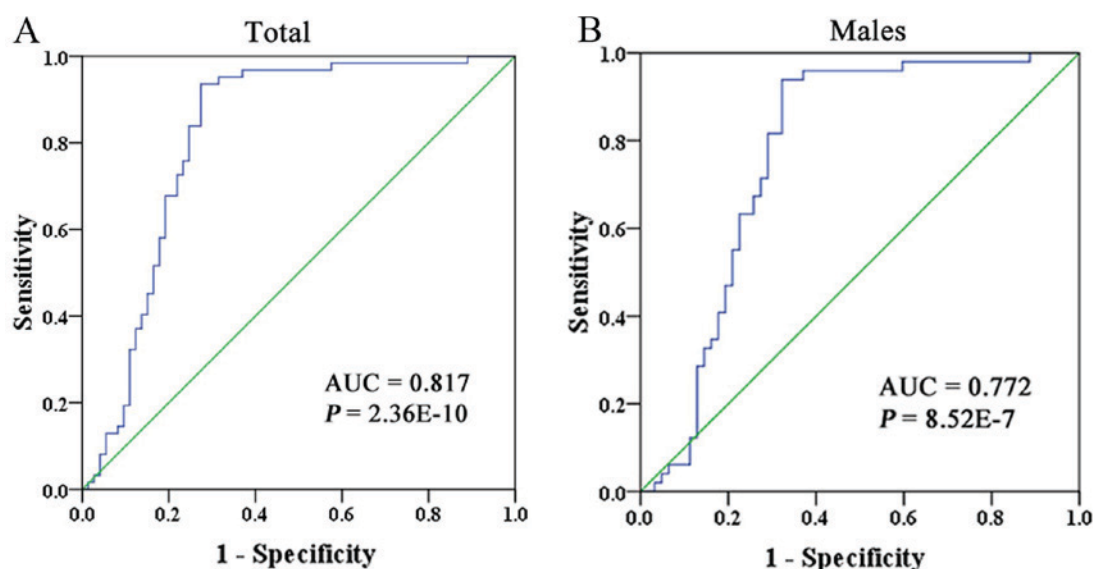 A
Total
1.0
0.8
0.6
0.4
0.2
0.0
Sensitivity
AUC = 0.817
P = 2.36E-10
0.0 0.2 0.4 0.6 0.8 1.0
1 - Specificity
B
Males
1.0
0.8
0.6
0.4
0.2
0.0
Sensitivity
AUC = 0.772
P = 8.52E-7
0.0 0.2 0.4 0.6 0.8 1.0
1 - Specificity